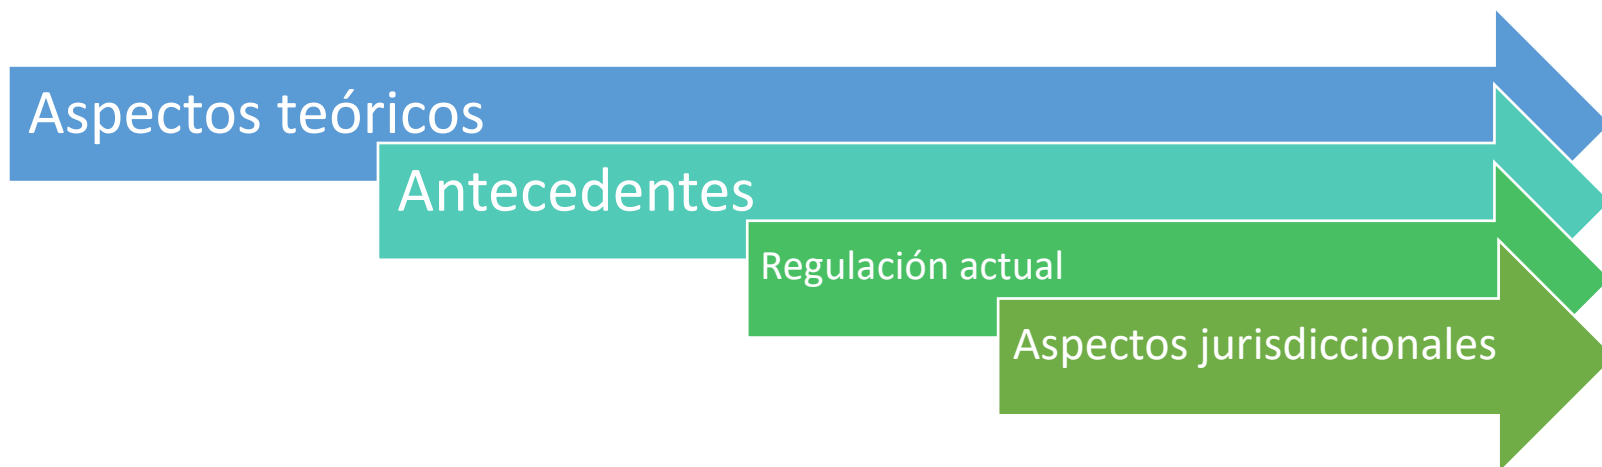 Aspectos teóricos
Antecedentes
Regulación actual
Aspectos jurisdiccionales